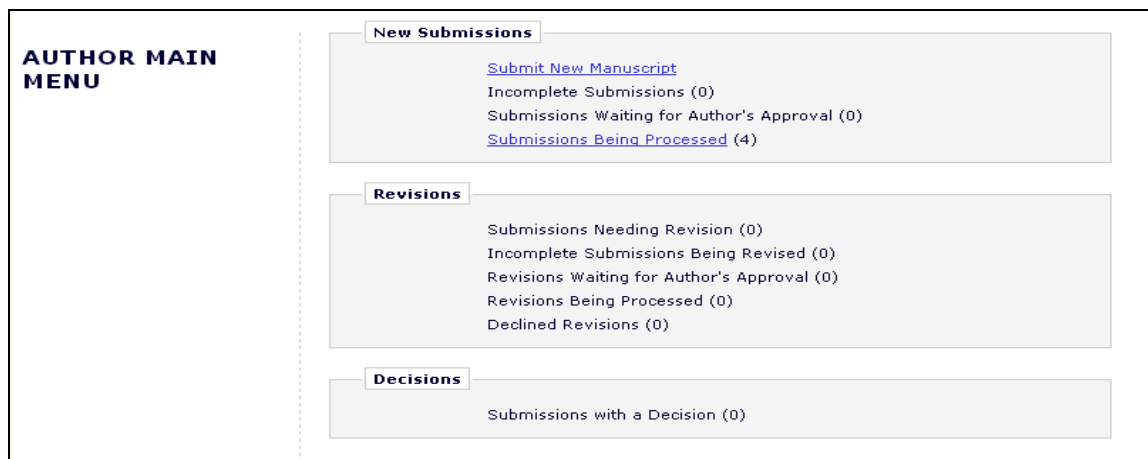 AUTHOR MAIN
MENU
New Submissions
Submit New Manuscript
Incomplete Submissions (0)
Submissions Waiting for Author's Approval (0)
Submissions Being Processed (4)
Revisions
Submissions Needing Revision (0)
Incomplete Submissions Being Revised (0)
Revisions Waiting for Author's Approval (0)
Revisions Being Processed (0)
Declined Revisions (0)
Decisions
Submissions with a Decision (0)